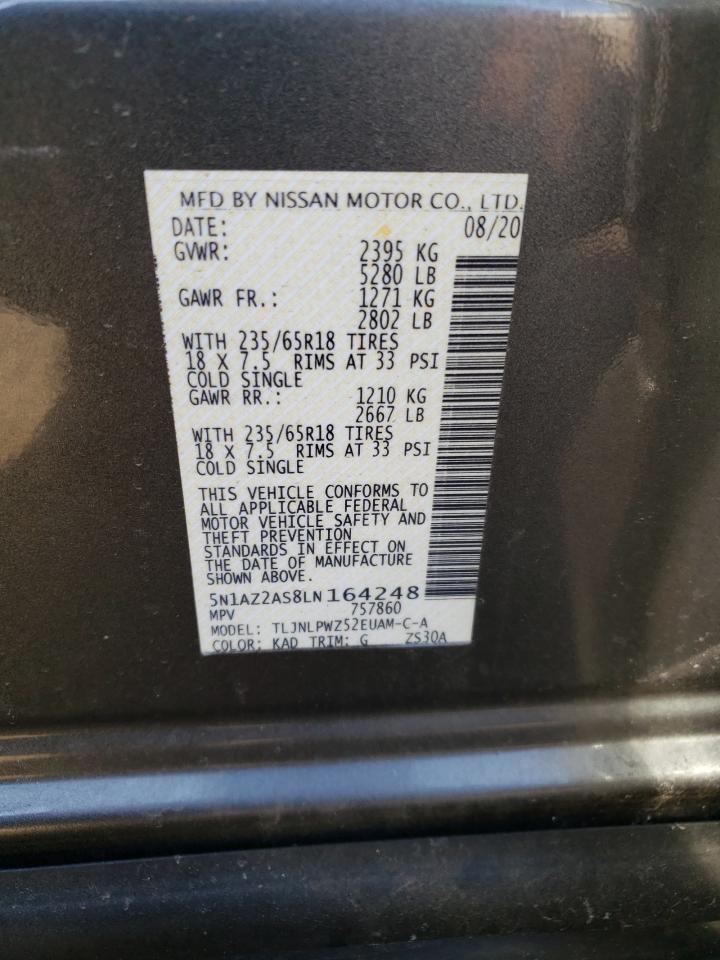 MFD BY NISSAN MOTOR CO., LTD.
DATE: 08/20
GVWR: 2395 KG
5280 LB
GAWR FR.: 1271 KG
2802 LB
WITH 235/65R18 TIRES
18 X 7.5 RIMS AT 33 PSI
COLD SINGLE
GAWR RR.: 1210 KG
2667 LB
WITH 235/65R18 TIRES
18 X 7.5 RIMS AT 33 PSI
COLD SINGLE
THIS VEHICLE CONFORMS TO
ALL APPLICABLE FEDERAL
MOTOR VEHICLE SAFETY AND
THEFT PREVENTION
STANDARDS IN EFFECT ON
THE DATE OF MANUFACTURE
SHOWN ABOVE.
5N1AZ2AS8LN 164248
MPV 757860
MODEL: TLJNLPWZ52EUAM-C-A
COLOR: KAD TRIM: G ZS30A